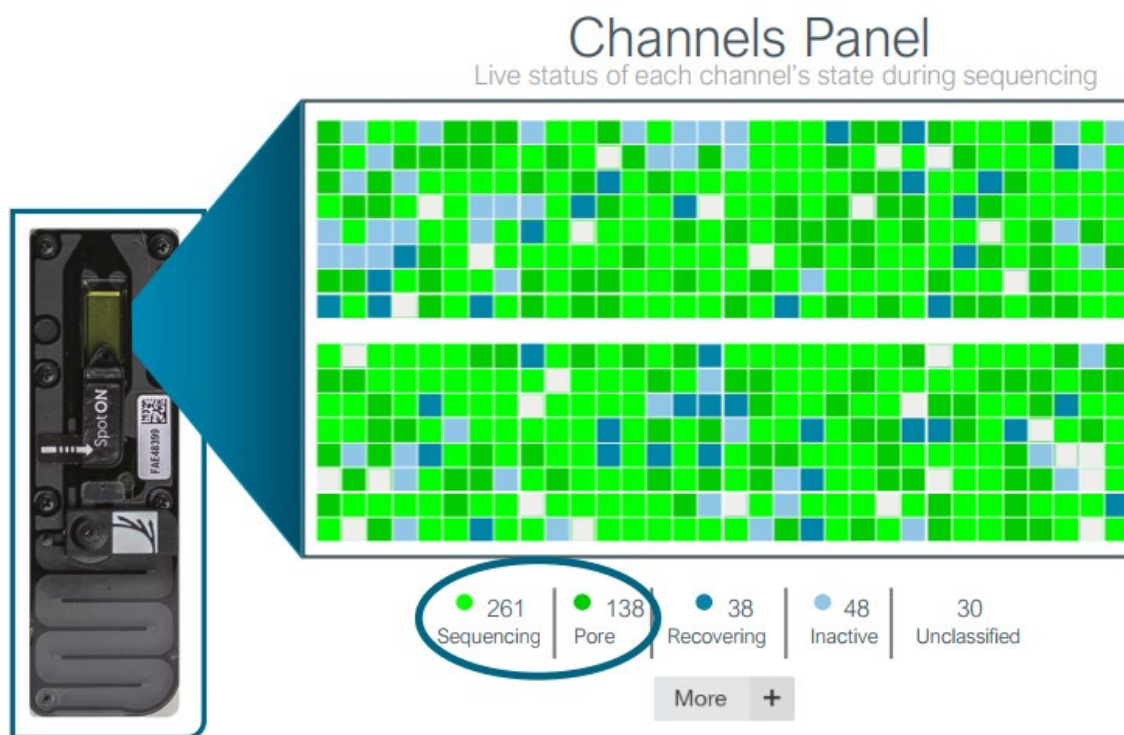 Channels Panel
Live status of each channel's state during sequencing
SpotON
FAE48399
261
Sequencing
138
Pore
38
Recovering
48
Inactive
30
Unclassified
More +